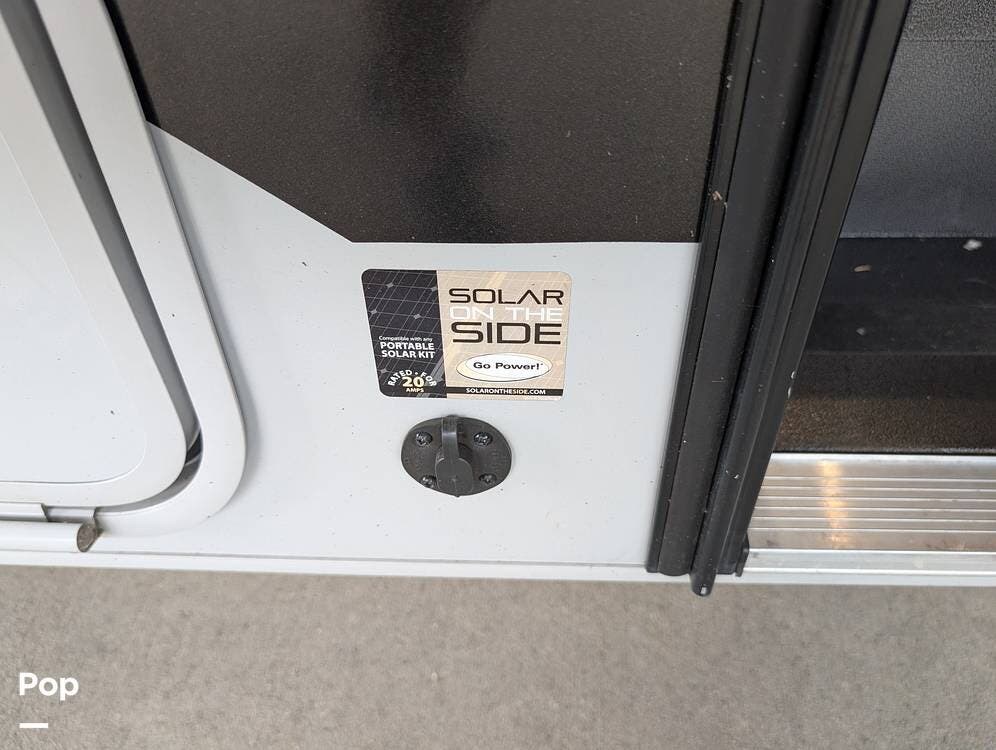 SOLAR
ON THE
SIDE
Compatible with any
PORTABLE
SOLAR KIT
Go Power!
RATED • FOR
20
AMPS
SOLARONTHESIDE.COM
Pop